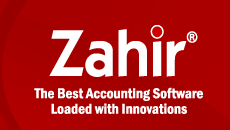 Zahir®
The Best Accounting Software
Loaded with Innovations